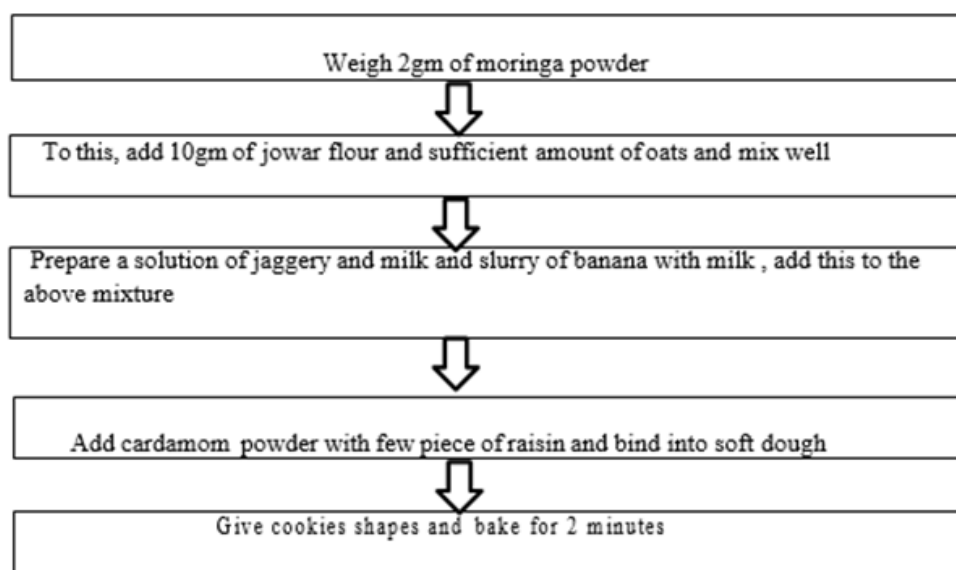 Weigh 2gm of moringa powder
To this, add 10gm of jowar flour and sufficient amount of oats and mix well
Prepare a solution of jaggery and milk and slurry of banana with milk , add this to the
above mixture
Add cardamom powder with few piece of raisin and bind into soft dough
Give cookies shapes and bake for 2 minutes